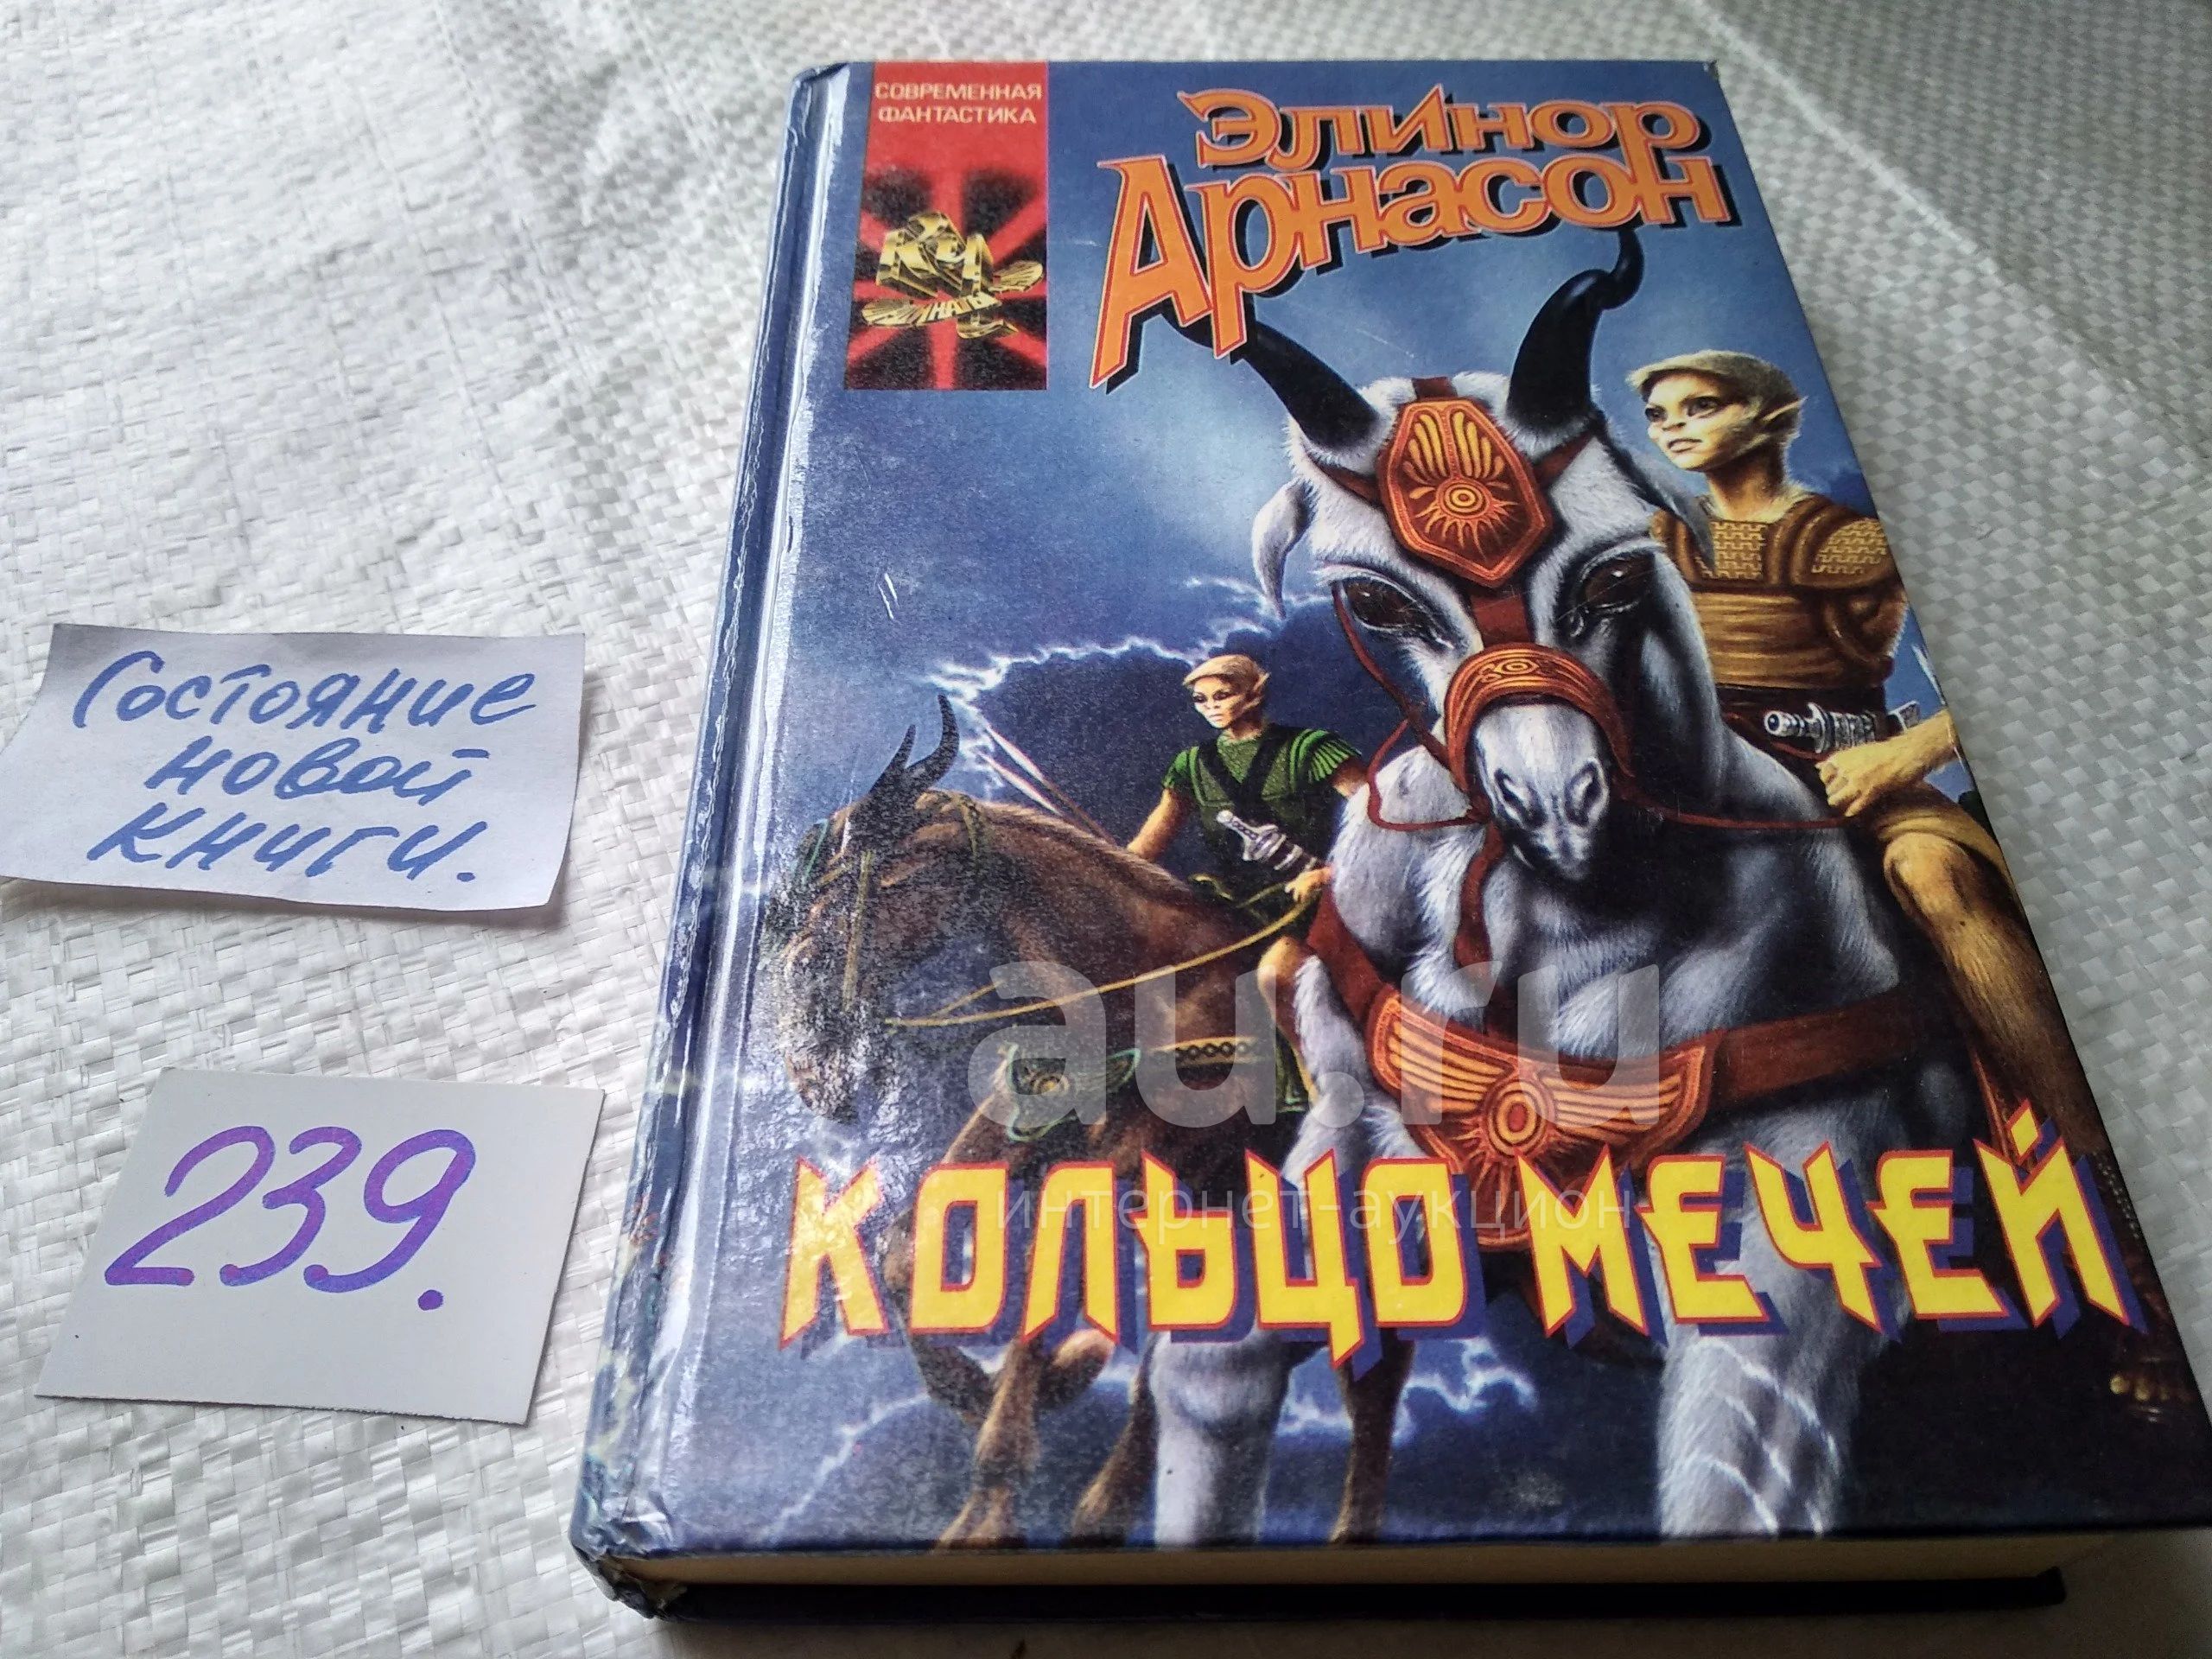 СОВРЕМЕННАЯ
ФАНТАСТИКА
Элинор
Арнасон
Состояние
новой
книги.
239.
au.ru
интернет-аукцион
КОЛЬЦО МЕЧЕЙ